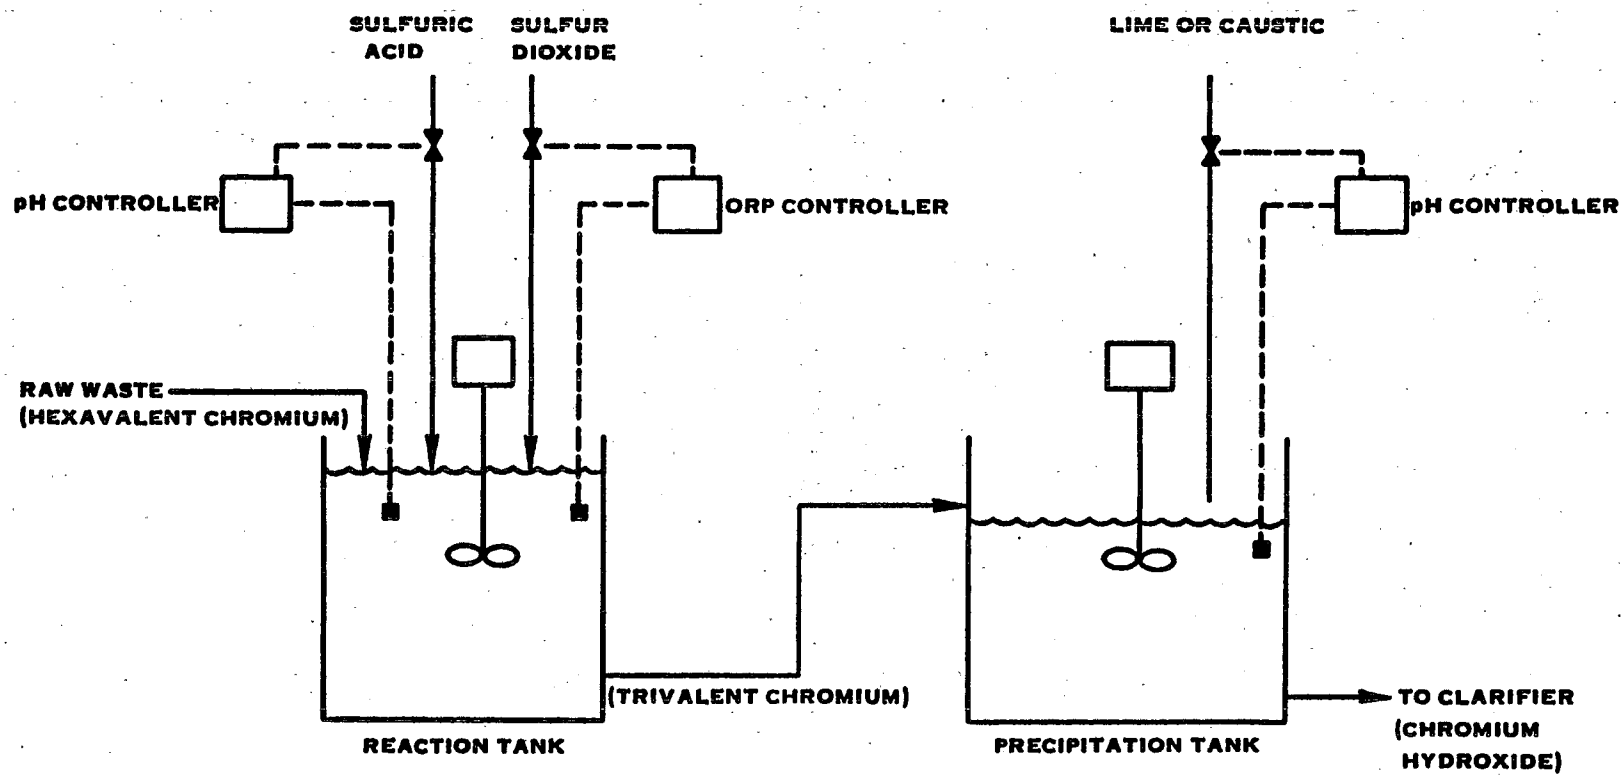 SULFURIC
ACID
SULFUR
DIOXIDE
LIME OR CAUSTIC
pH CONTROLLER
ORP CONTROLLER
pH CONTROLLER
RAW WASTE
(HEXAVALENT CHROMIUM)
(TRIVALENT CHROMIUM)
TO CLARIFIER
(CHROMIUM
HYDROXIDE)
REACTION TANK
PRECIPITATION TANK